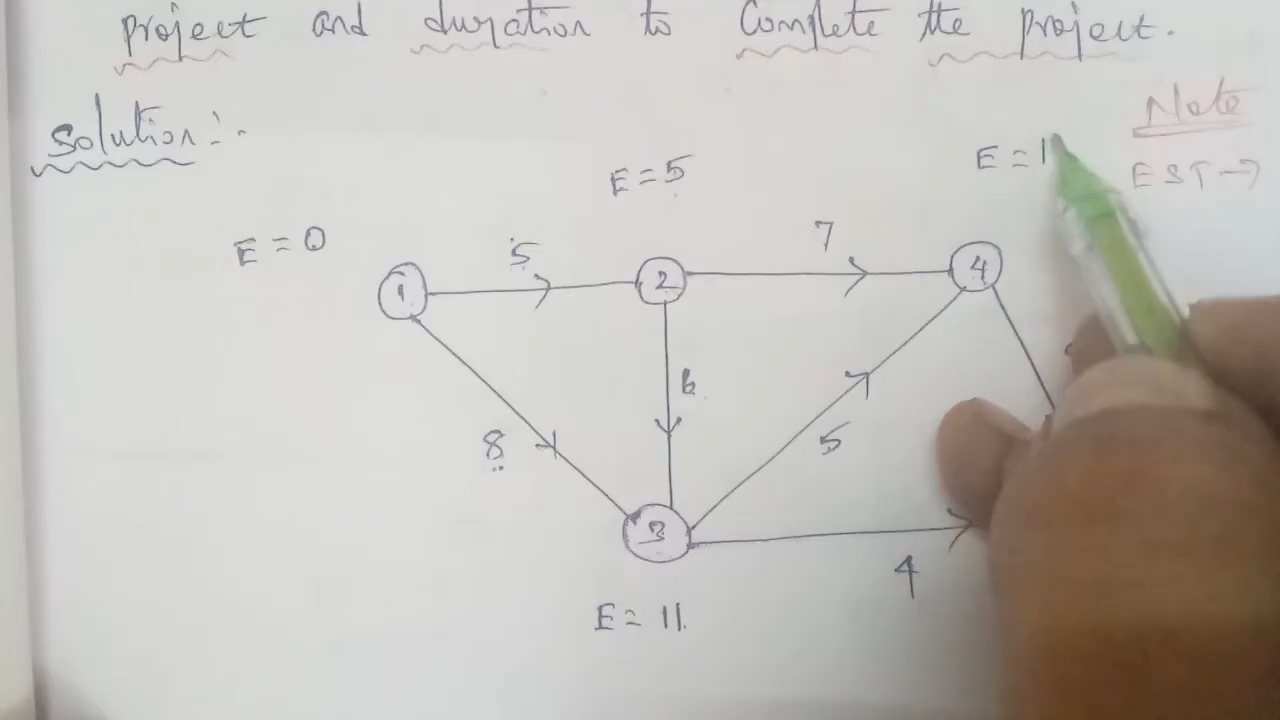 project and duration to complete the project.
Solution:-
Note
E = 1
EST →
E = 5
E = 0
5
7
1
2
4
6
8
5
3
4
E = 11